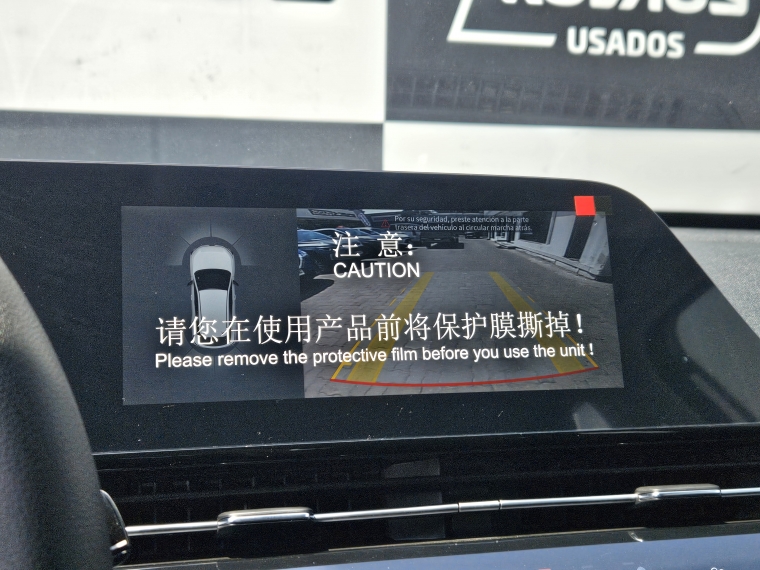 USADOS
Por su seguridad, preste atención a la parte
trasera del vehículo al circular marcha atrás.
注 意:
CAUTION
请您在使用产品前将保护膜撕掉!
Please remove the protective film before you use the unit !